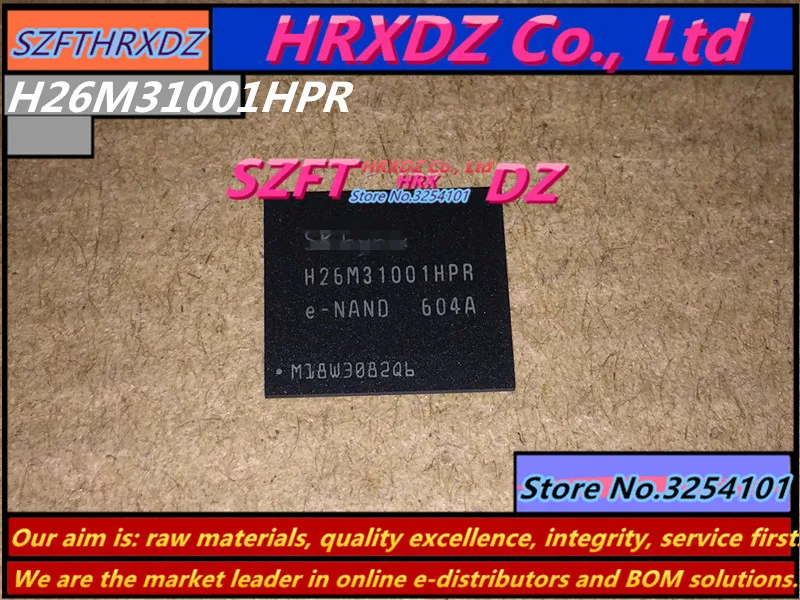 SZFTHRXDZ
HRXDZ Co., Ltd
H26M31001HPR
HRXDZ Co., Ltd
SZFT HRX DZ
Store No.3254101
H26M31001HPR
e-NAND 604A
M18W3082Q6
Store No.3254101
Our aim is: raw materials, quality excellence, integrity, service first.
We are the market leader in online e-distributors and BOM solutions.